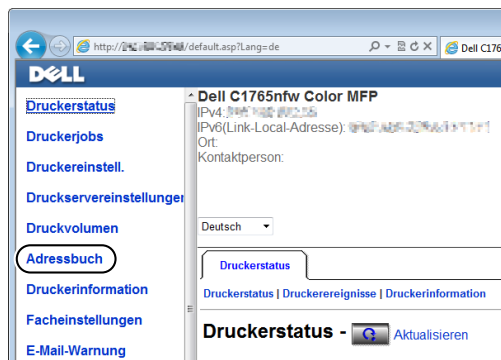 http:// /default.asp?Lang=de
Dell C176
DELL
Druckerstatus
Druckerjobs
Druckereinstell.
Druckservereinstellungen
Druckvolumen
Adressbuch
Druckerinformation
Facheinstellungen
E-Mail-Warnung
Dell C1765nfw Color MFP
IPv4:
IPv6(Link-Local-Adresse):
Ort:
Kontaktperson:
Deutsch
Druckerstatus
Druckerstatus | Druckerereignisse | Druckerinformation
Druckerstatus - Aktualisieren